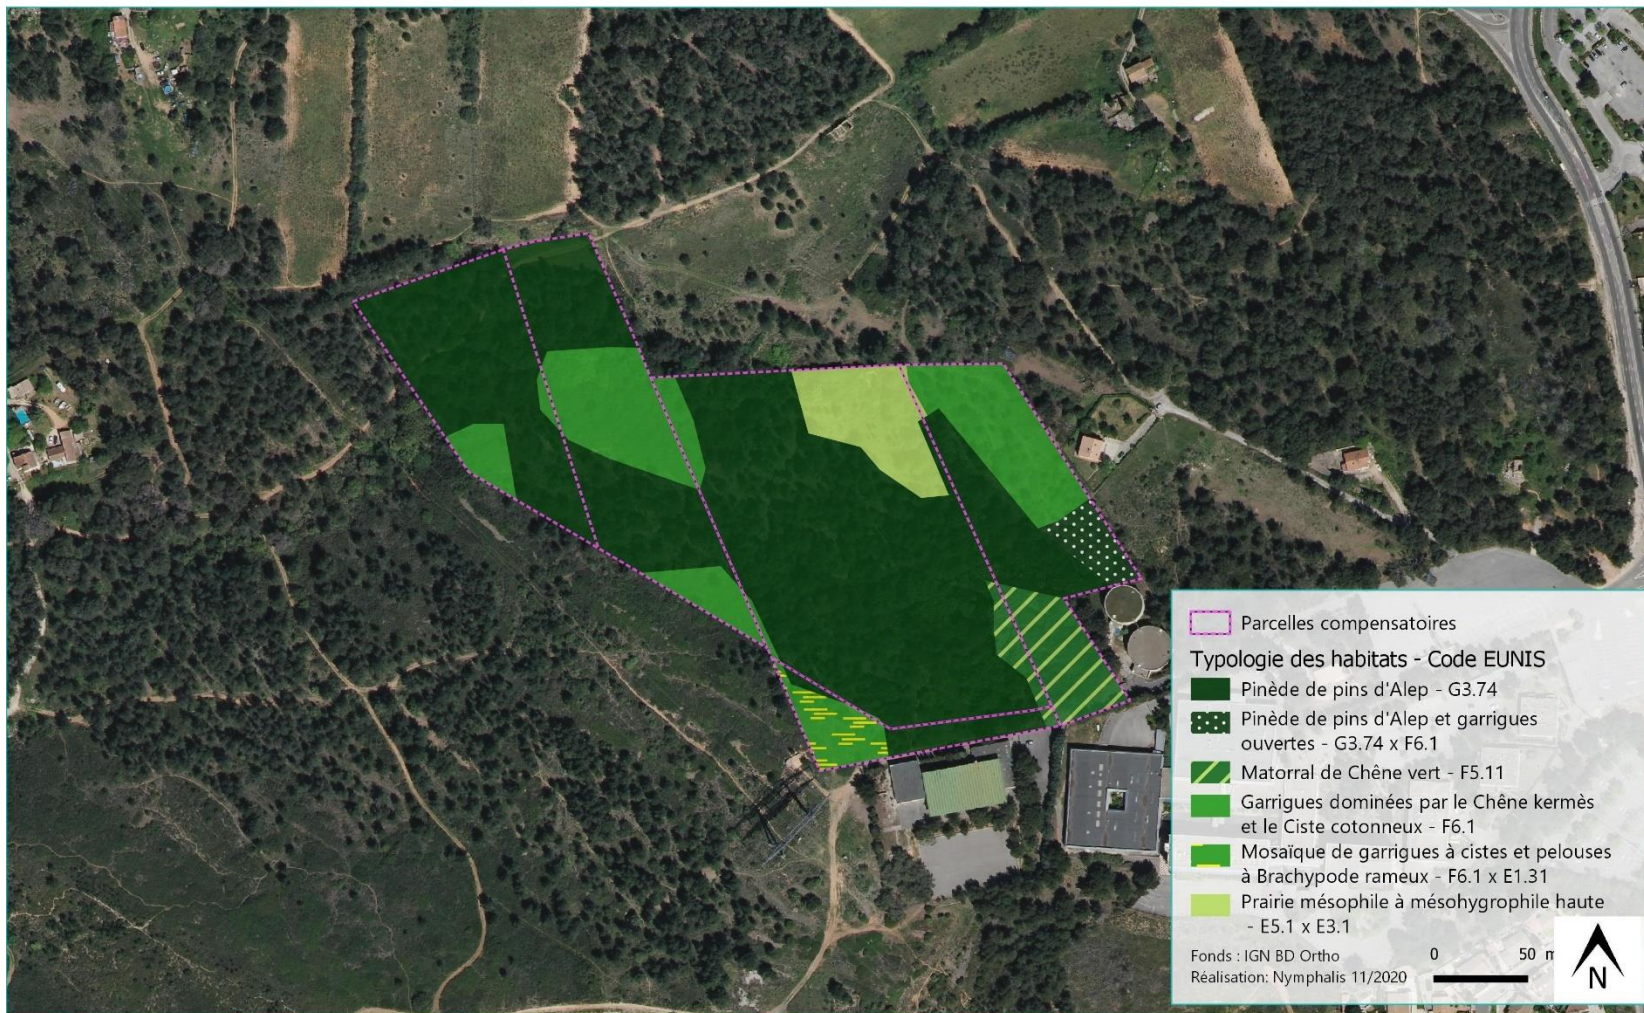 Parcelles compensatoires
Typologie des habitats - Code EUNIS
Pinède de pins d'Alep - G3.74
Pinède de pins d'Alep et garrigues
ouvertes - G3.74 x F6.1
Matorral de Chêne vert - F5.11
Garrigues dominées par le Chêne kermès
et le Ciste cotonneux - F6.1
Mosaïque de garrigues à cistes et pelouses
à Brachypode rameux - F6.1 x E1.31
Prairie mésophile à mésohygrophile haute
- E5.1 x E3.1
Fonds : IGN BD Ortho
Réalisation: Nymphalis 11/2020
0 50 m
N